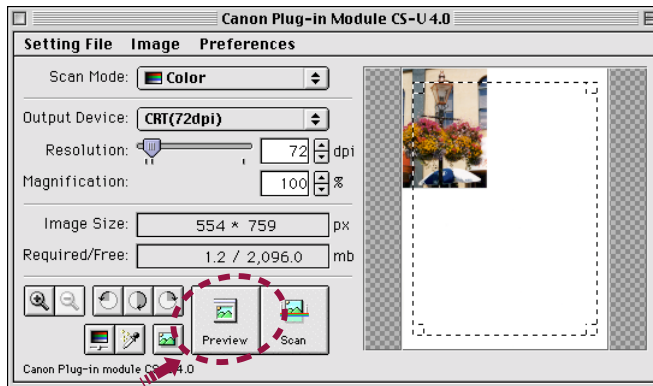 Canon Plug-in Module CS-U 4.0
Setting File Image Preferences
Scan Mode: Color
Output Device: CRT(72dpi)
Resolution: 72 dpi
Magnification: 100 %
Image Size: 554 * 759 px
Required/Free: 1.2 / 2,096.0 mb
Preview Scan
Canon Plug-in module CS-U 4.0